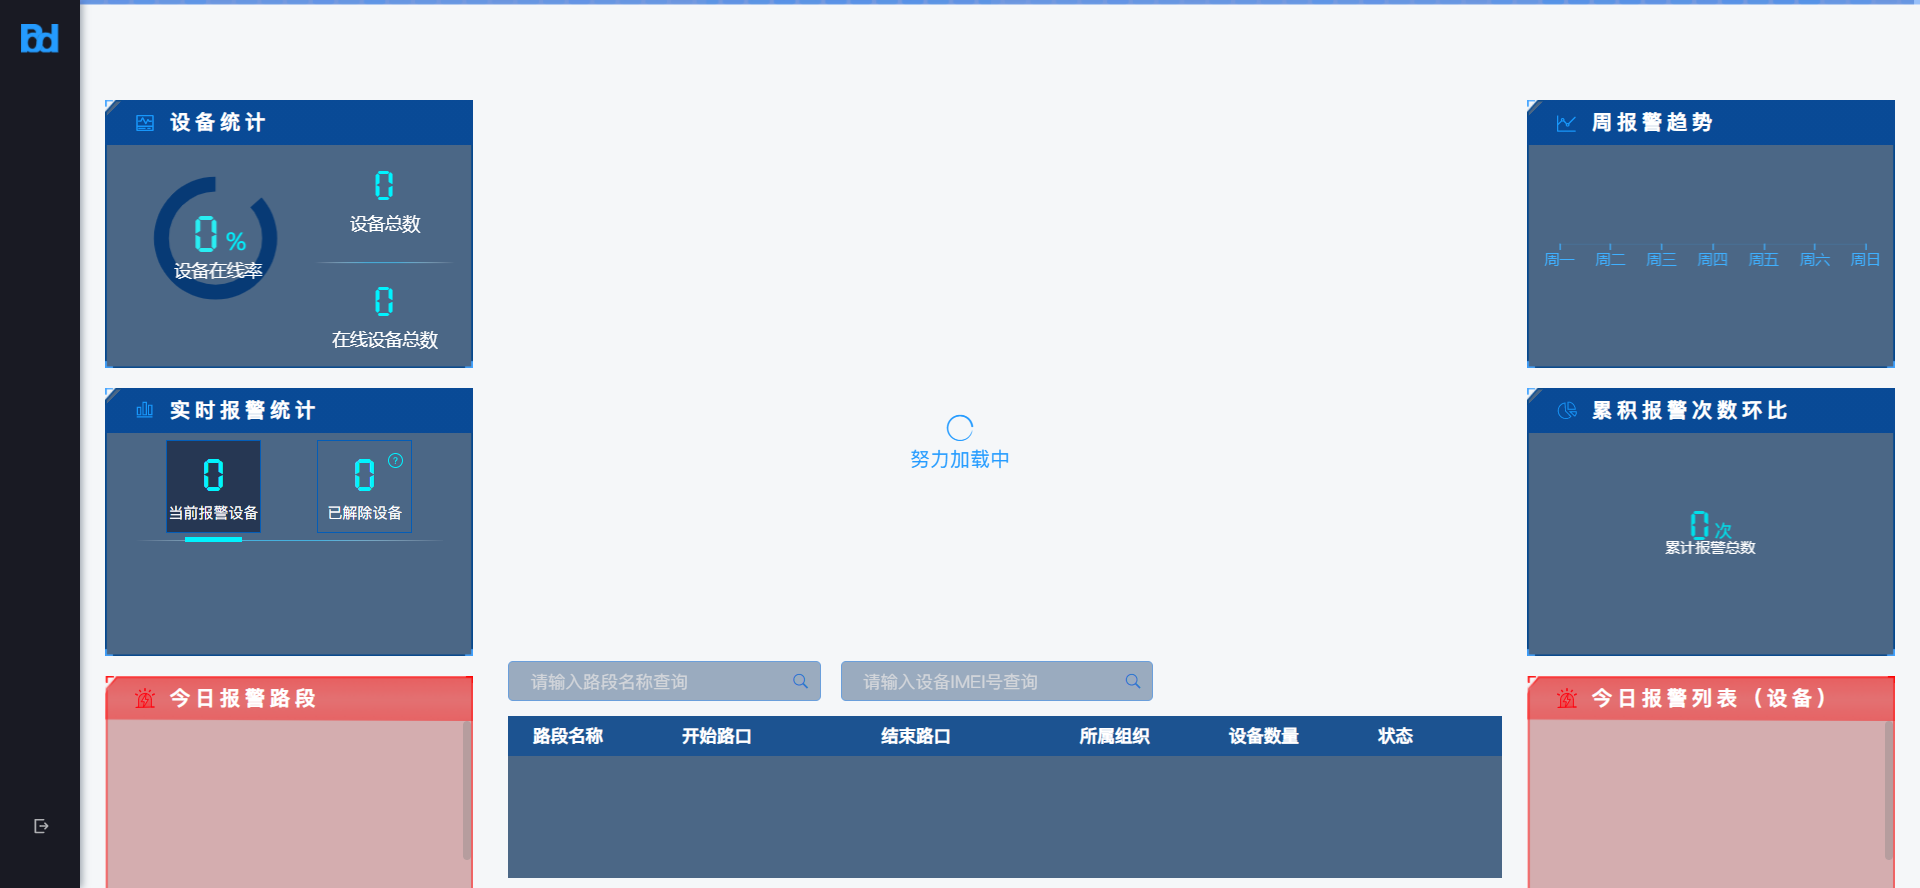 设备统计
0 %
设备在线率
0
设备总数
0
在线设备总数
实时报警统计
0
当前报警设备
0
?
已解除设备
今日报警路段
努力加载中
请输入路段名称查询
请输入设备IMEI号查询
路段名称 开始路口 结束路口 所属组织 设备数量 状态
周报警趋势
周一 周二 周三 周四 周五 周六 周日
累积报警次数环比
0次
累计报警总数
今日报警列表（设备）